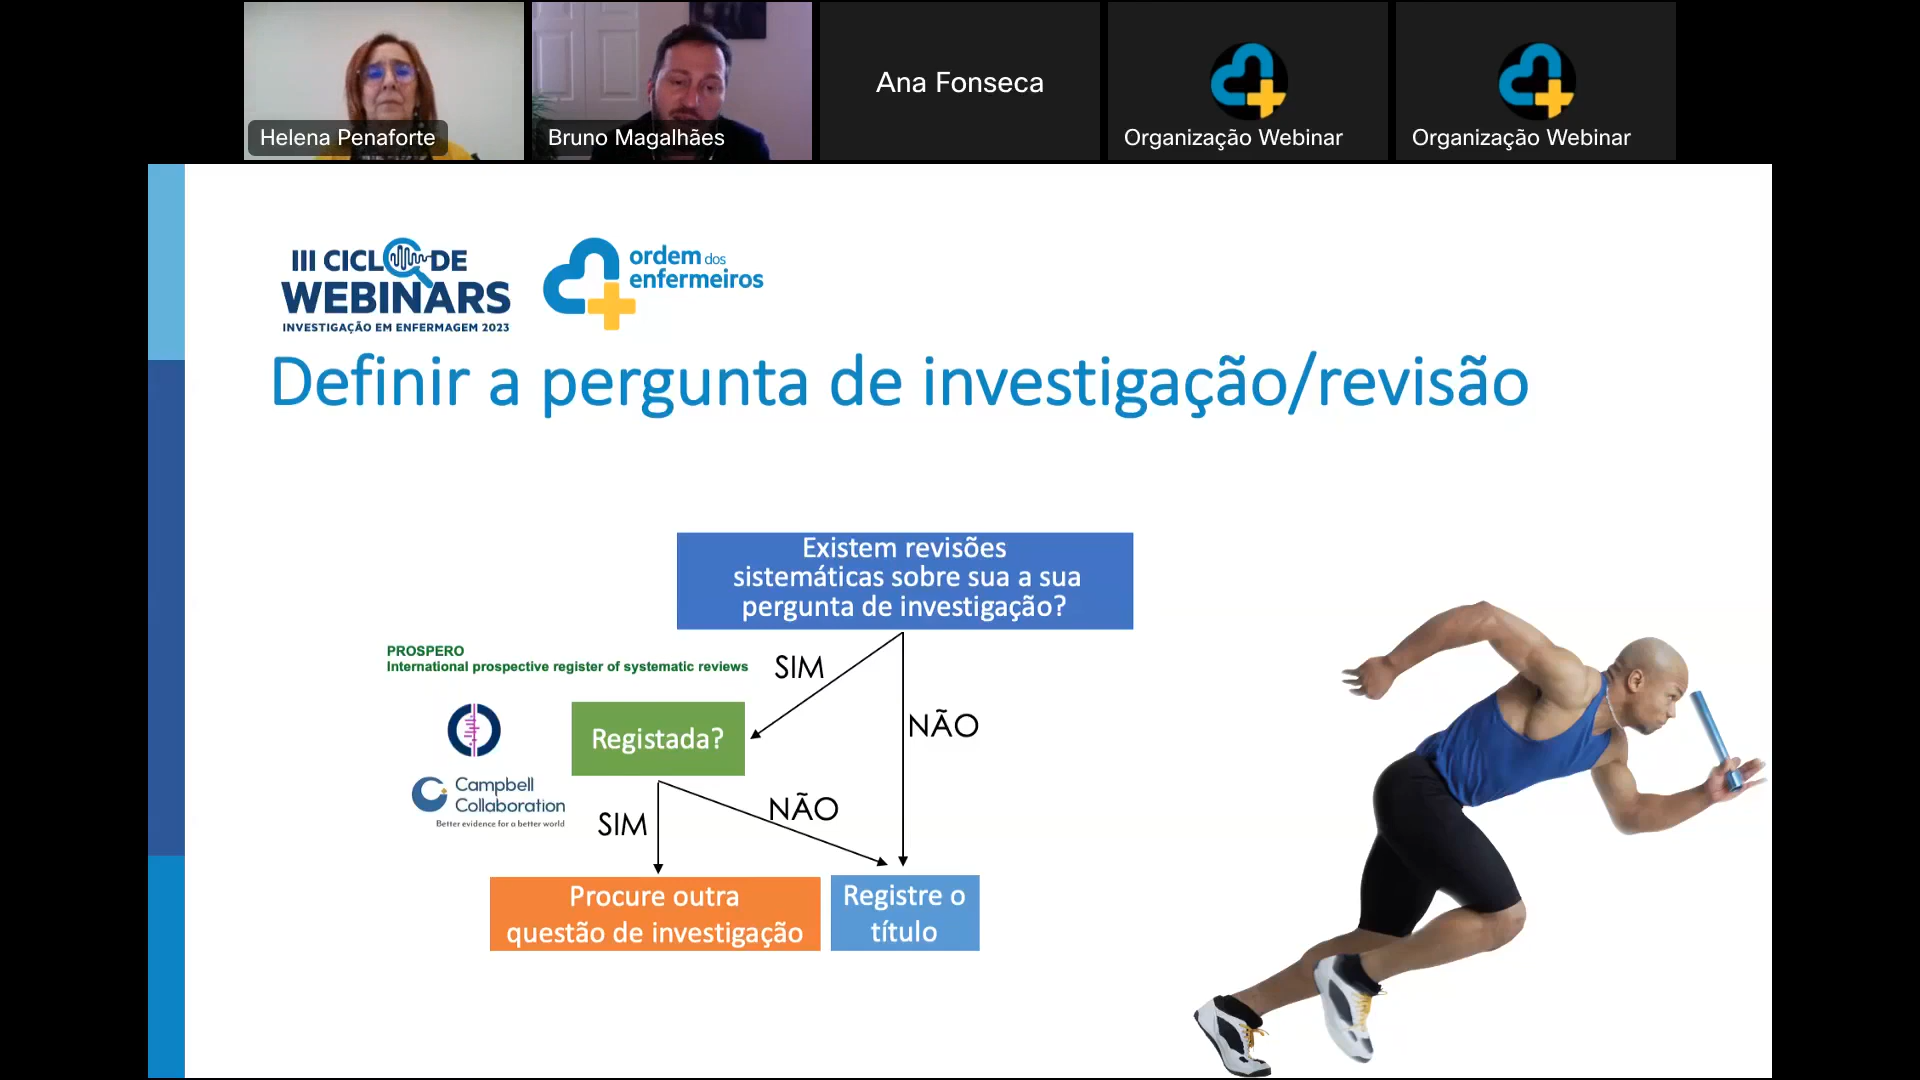 Helena Penaforte
Bruno Magalhães
Ana Fonseca
Organização Webinar
Organização Webinar
III CICLO DE
WEBINARS
INVESTIGAÇÃO EM ENFERMAGEM 2023
ordem dos
enfermeiros
Definir a pergunta de investigação/revisão
Existem revisões
sistemáticas sobre sua a sua
pergunta de investigação?
PROSPERO
International prospective register of systematic reviews
SIM
NÃO
Registada?
Campbell
Collaboration
Better evidence for a better world
SIM
NÃO
Procure outra
questão de investigação
Registre o
título